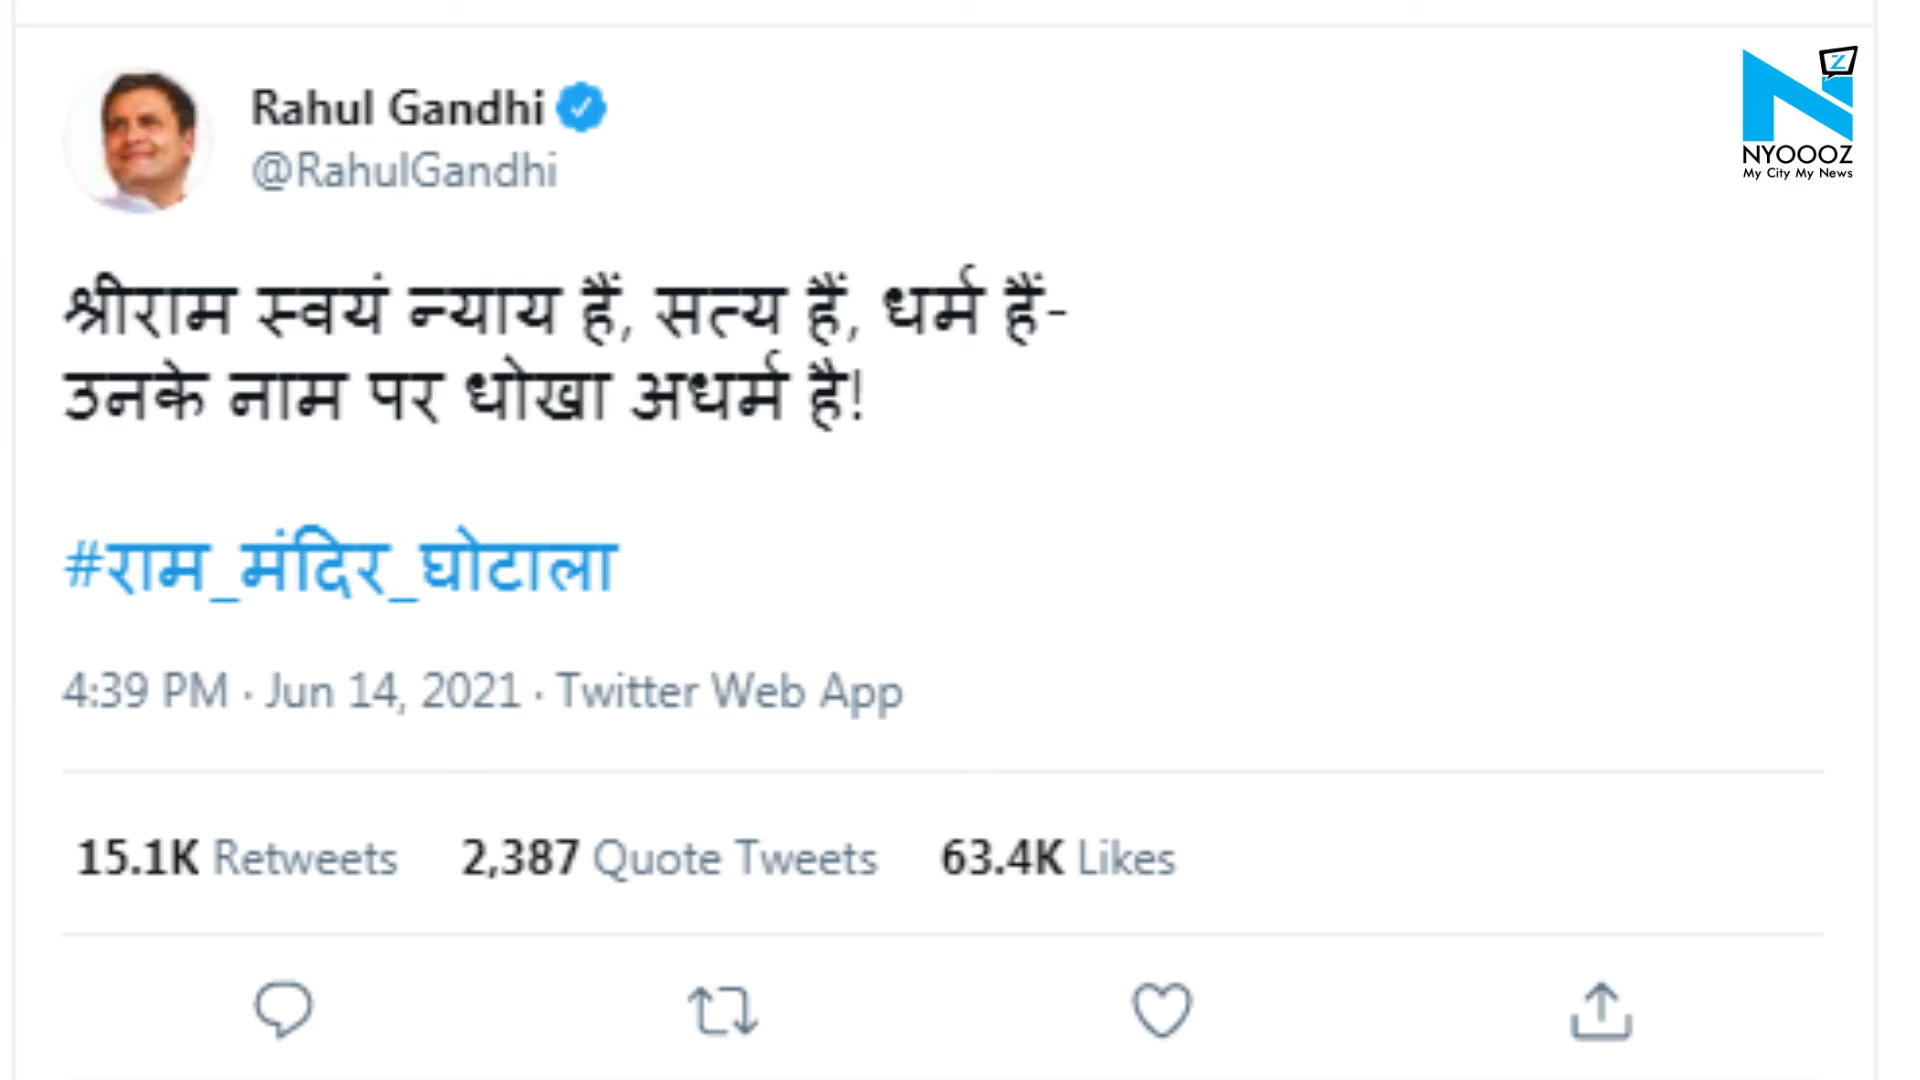 Rahul Gandhi
@RahulGandhi
Z
NYOOOZ
My City My News
श्रीराम स्वयं न्याय हैं, सत्य हैं, धर्म हैं-
उनके नाम पर धोखा अधर्म है!
#राम_मंदिर_घोटाला
4:39 PM · Jun 14, 2021 · Twitter Web App
15.1K Retweets 2,387 Quote Tweets 63.4K Likes